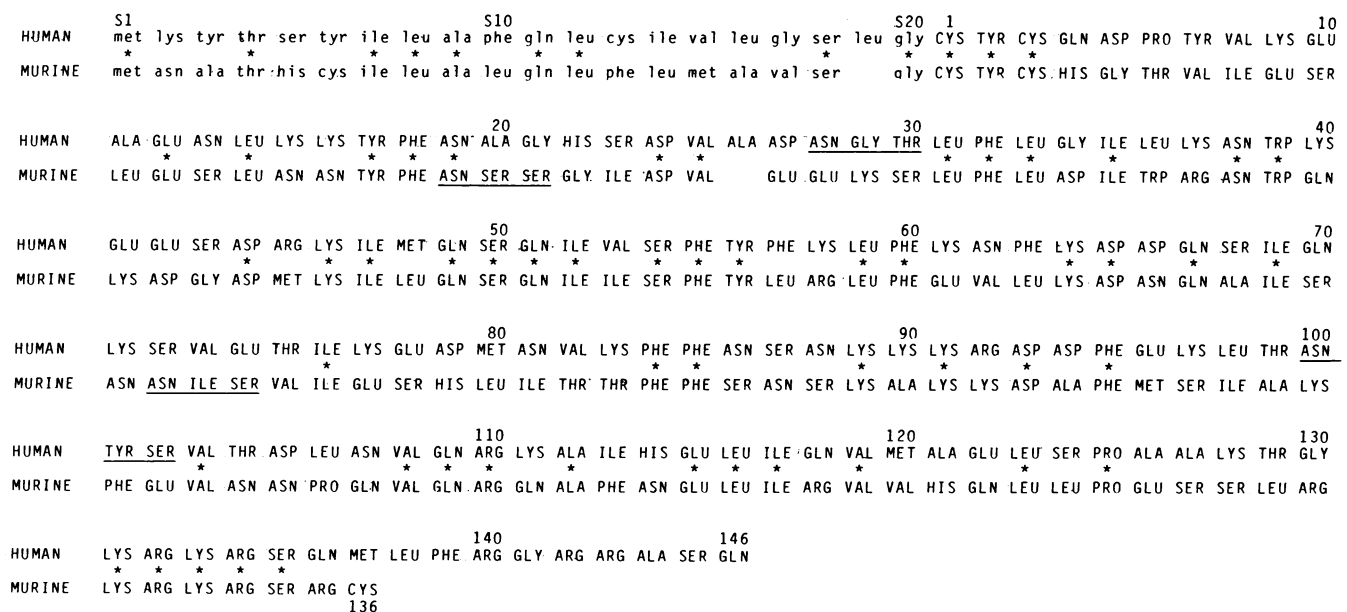 S1 S10 S20 1 10
HUMAN met lys tyr thr ser tyr ile leu ala phe gln leu cys ile val leu gly ser leu gly CYS TYR CYS GLN ASP PRO TYR VAL LYS GLU
* * * * * * * * * * * *
MURINE met asn ala thr his cys ile leu ala leu gln leu phe leu met ala val ser gly CYS TYR CYS HIS GLY THR VAL ILE GLU SER
20 30 40
HUMAN ALA GLU ASN LEU LYS LYS TYR PHE ASN ALA GLY HIS SER ASP VAL ALA ASP ASN GLY THR LEU PHE LEU GLY ILE LEU LYS ASN TRP LYS
* * * * * * * * * * * * *
MURINE LEU GLU SER LEU ASN ASN TYR PHE ASN SER SER GLY ILE ASP VAL GLU GLU LYS SER LEU PHE LEU ASP ILE TRP ARG ASN TRP GLN
50 60 70
HUMAN GLU GLU SER ASP ARG LYS ILE MET GLN SER GLN ILE VAL SER PHE TYR PHE LYS LEU PHE LYS ASN PHE LYS ASP ASP GLN SER ILE GLN
* * * * * * * * * * * * * * * *
MURINE LYS ASP GLY ASP MET LYS ILE LEU GLN SER GLN ILE ILE SER PHE TYR LEU ARG LEU PHE GLU VAL LEU LYS ASP ASN GLN ALA ILE SER
80 90 100
HUMAN LYS SER VAL GLU THR ILE LYS GLU ASP MET ASN VAL LYS PHE PHE ASN SER ASN LYS LYS LYS ARG ASP ASP PHE GLU LYS LEU THR ASN
* * * * * * *
MURINE ASN ASN ILE SER VAL ILE GLU SER HIS LEU ILE THR THR PHE PHE SER ASN SER LYS ALA LYS LYS ASP ALA PHE MET SER ILE ALA LYS
110 120 130
HUMAN TYR SER VAL THR ASP LEU ASN VAL GLN ARG LYS ALA ILE HIS GLU LEU ILE GLN VAL MET ALA GLU LEU SER PRO ALA ALA LYS THR GLY
* * * * * * * * * * *
MURINE PHE GLU VAL ASN ASN PRO GLN VAL GLN ARG GLN ALA PHE ASN GLU LEU ILE ARG VAL VAL HIS GLN LEU LEU PRO GLU SER SER LEU ARG
140 146
HUMAN LYS ARG LYS ARG SER GLN MET LEU PHE ARG GLY ARG ARG ALA SER GLN
* * * * *
MURINE LYS ARG LYS ARG SER ARG CYS
136